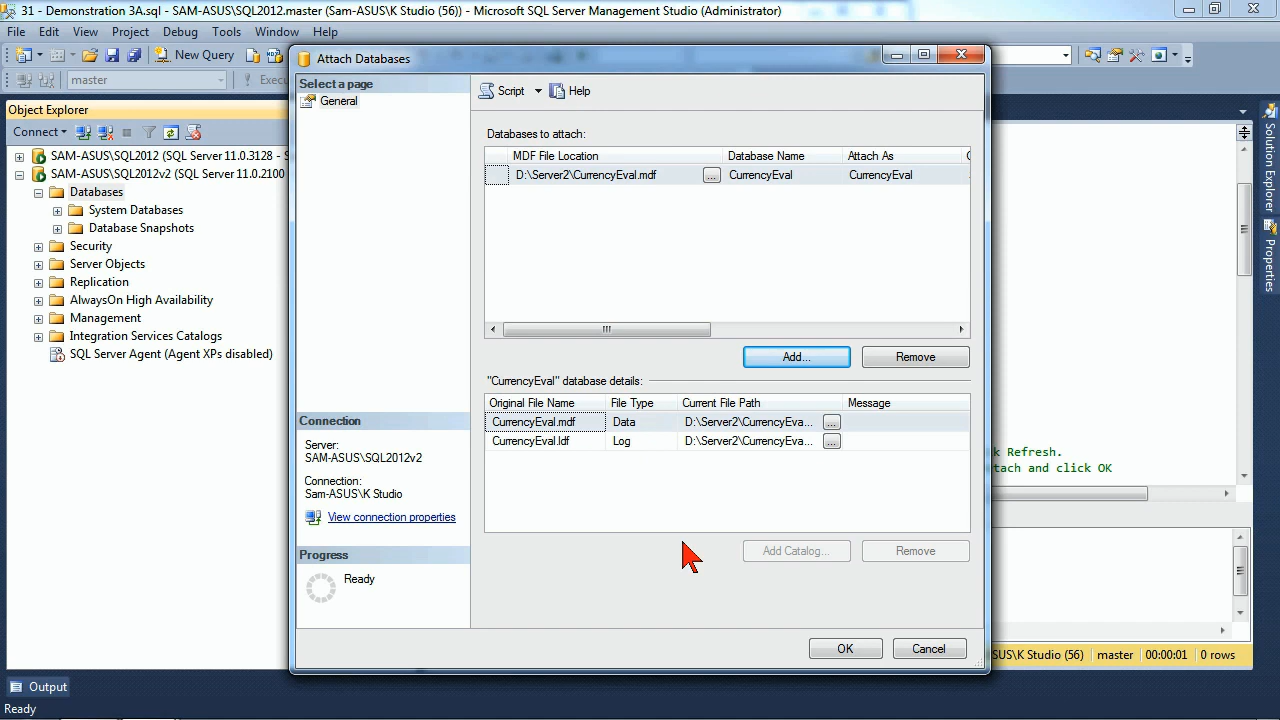 31 - Demonstration 3A.sql - SAM-ASUS\SQL2012.master (Sam-ASUS\K Studio (56)) - Microsoft SQL Server Management Studio (Administrator)
File Edit View Project Debug Tools Window Help
New Query
master
Execu
Object Explorer
Connect
SAM-ASUS\SQL2012 (SQL Server 11.0.3128 - S
SAM-ASUS\SQL2012v2 (SQL Server 11.0.2100
Databases
System Databases
Database Snapshots
Security
Server Objects
Replication
AlwaysOn High Availability
Management
Integration Services Catalogs
SQL Server Agent (Agent XPs disabled)
Attach Databases
Select a page
General
Connection
Server:
SAM-ASUS\SQL2012v2
Connection:
Sam-ASUS\K Studio
View connection properties
Progress
Ready
Script Help
Databases to attach:
MDF File Location Database Name Attach As
D:\Server2\CurrencyEval.mdf ... CurrencyEval CurrencyEval
Add... Remove
"CurrencyEval" database details:
Original File Name File Type Current File Path Message
CurrencyEval.mdf Data D:\Server2\CurrencyEva... ...
CurrencyEval.ldf Log D:\Server2\CurrencyEva... ...
Add Catalog... Remove
OK Cancel
k Refresh.
tach and click OK
SUS\K Studio (56) master 00:00:01 0 rows
Solution Explorer
Properties
Output
Ready